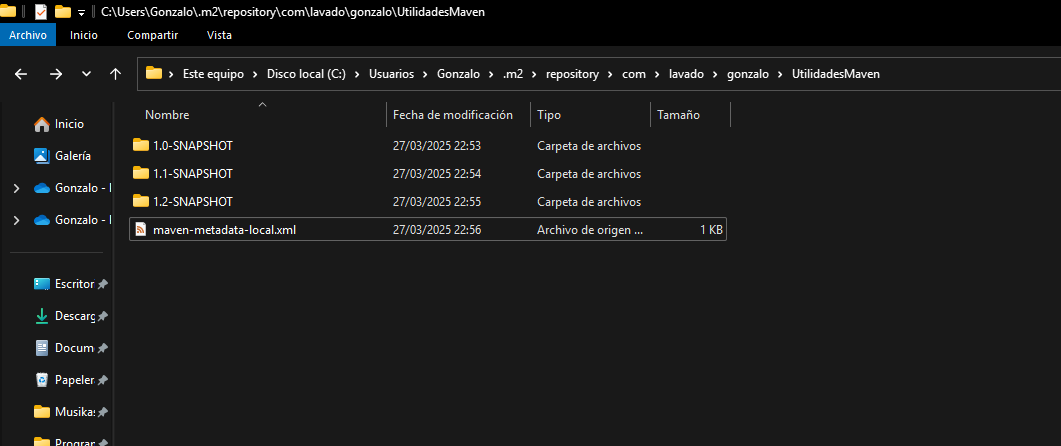 C:\Users\Gonzalo\.m2\repository\com\lavado\gonzalo\UtilidadesMaven
Archivo Inicio Compartir Vista
Este equipo > Disco local (C:) > Usuarios > Gonzalo > .m2 > repository > com > lavado > gonzalo > UtilidadesMaven
Nombre Fecha de modificación Tipo Tamaño
Inicio
Galería
Gonzalo -
Gonzalo -
Escritor
Descarg
Docum
Papeler
Musikas
Program
1.0-SNAPSHOT 27/03/2025 22:53 Carpeta de archivos
1.1-SNAPSHOT 27/03/2025 22:54 Carpeta de archivos
1.2-SNAPSHOT 27/03/2025 22:55 Carpeta de archivos
maven-metadata-local.xml 27/03/2025 22:56 Archivo de origen ... 1 KB